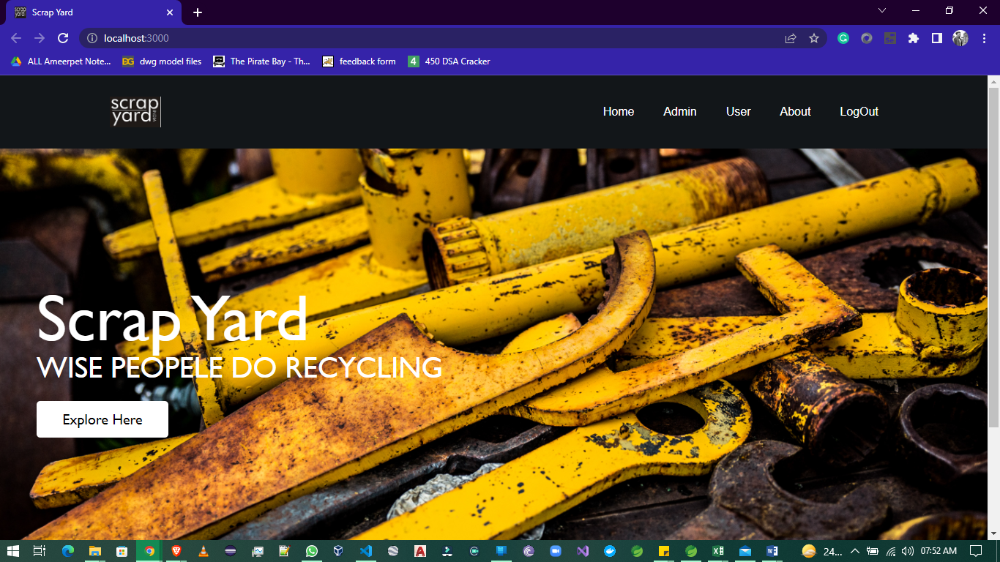 Scrap Yard
localhost:3000
ALL Ameerpet Note...
DG dwg model files
The Pirate Bay - Th...
feedback form
4 450 DSA Cracker
scrap
yard
Home Admin User About LogOut
Scrap Yard
WISE PEOPELE DO RECYCLING
Explore Here
24... 07:52 AM